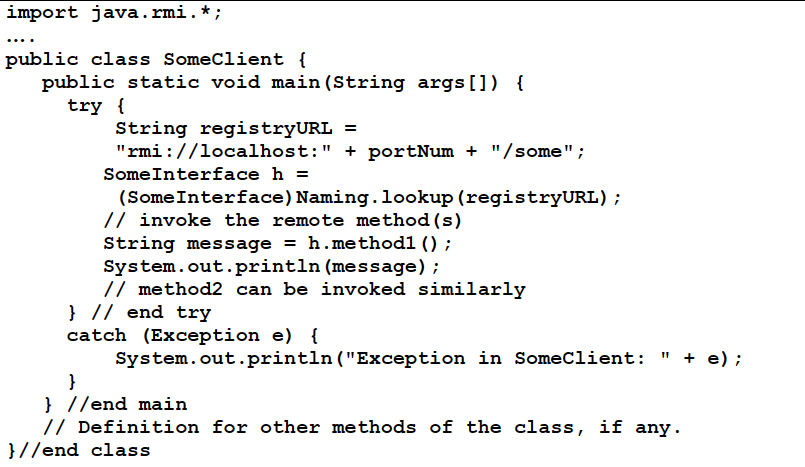 import java.rmi.*;
….
public class SomeClient {
   public static void main(String args[]) {
     try {
         String registryURL =
         "rmi://localhost:" + portNum + "/some";
        SomeInterface h =
         (SomeInterface)Naming.lookup(registryURL);
        // invoke the remote method(s)
        String message = h.method1();
        System.out.println(message);
        // method2 can be invoked similarly
     } // end try
     catch (Exception e) {
         System.out.println("Exception in SomeClient: " + e);
     }
   } //end main
   // Definition for other methods of the class, if any.
}//end class